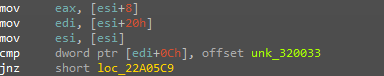 mov eax, [esi+8]
mov edi, [esi+20h]
mov esi, [esi]
cmp dword ptr [edi+0Ch], offset unk_320033
jnz short loc_22A05C9